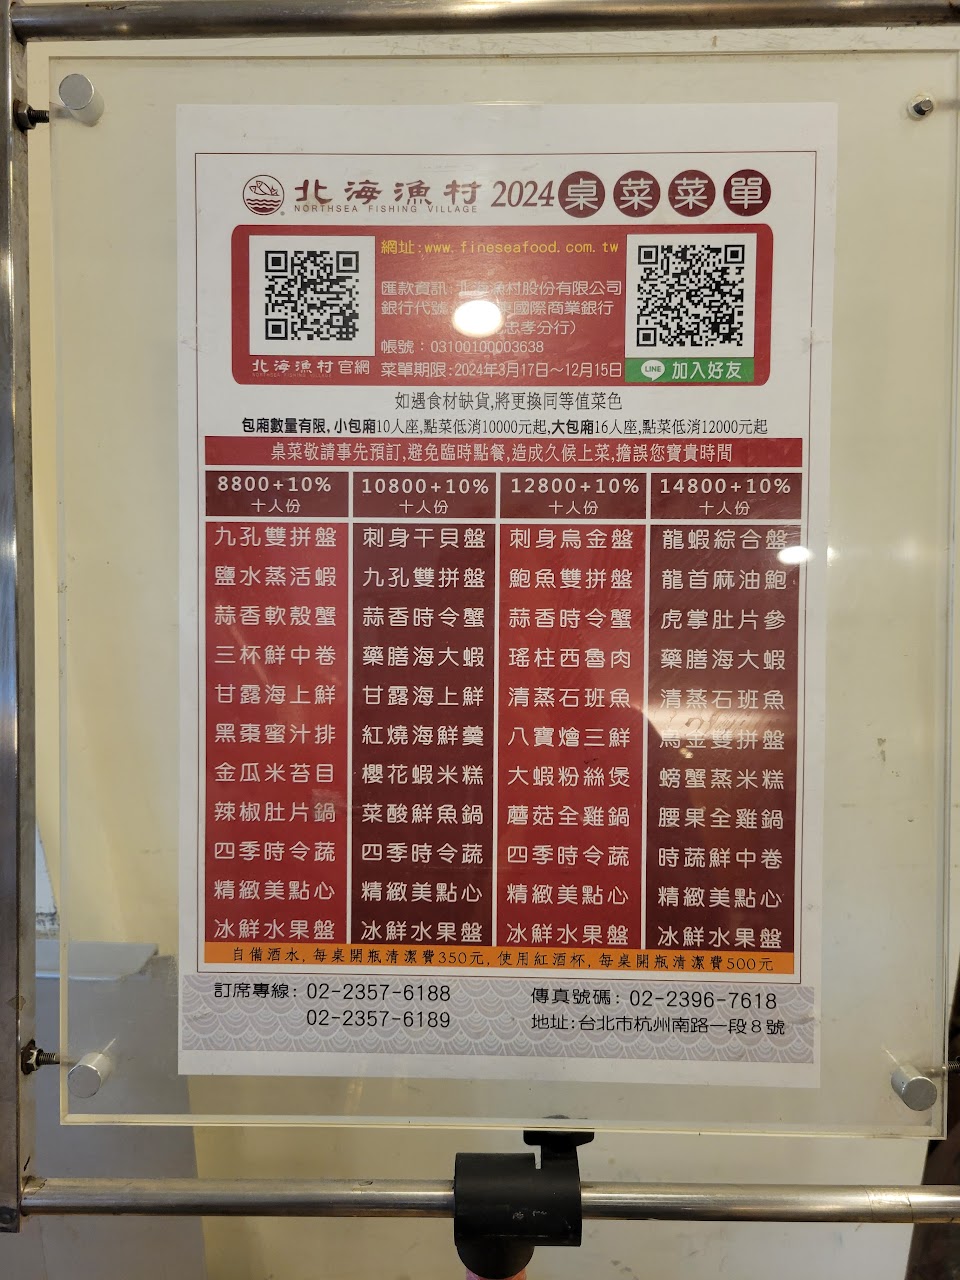 北海漁村 2024 桌菜菜單
NORTHSEA FISHING VILLAGE
網址:www.fineseafood.com.tw
匯款資訊:北海漁村股份有限公司
銀行代號 國際商業銀行
忠孝分行)
帳號：03100100003638
北海漁村官網
菜單期限:2024年3月17日～12月15日
LINE 加入好友
如遇食材缺貨,將更換同等值菜色
包廂數量有限,小包廂10人座,點菜低消10000元起,大包廂16人座,點菜低消12000元起
桌菜敬請事先預訂,避免臨時點餐,造成久候上菜,擔誤您寶貴時間
8800+10%
十人份
九孔雙拼盤
鹽水蒸活蝦
蒜香軟殼蟹
三杯鮮中卷
甘露海上鮮
黑棗蜜汁排
金瓜米苔目
辣椒肚片鍋
四季時令蔬
精緻美點心
冰鮮水果盤
10800+10%
十人份
刺身干貝盤
九孔雙拼盤
蒜香時令蟹
藥膳海大蝦
甘露海上鮮
紅燒海鮮羹
櫻花蝦米糕
菜酸鮮魚鍋
四季時令蔬
精緻美點心
冰鮮水果盤
12800+10%
十人份
刺身烏金盤
鮑魚雙拼盤
蒜香時令蟹
瑤柱西魯肉
清蒸石班魚
八寶燴三鮮
大蝦粉絲煲
蘑菇全雞鍋
四季時令蔬
精緻美點心
冰鮮水果盤
14800+10%
十人份
龍蝦綜合盤
龍首麻油鮑
虎掌肚片參
藥膳海大蝦
清蒸石班魚
烏金雙拼盤
螃蟹蒸米糕
腰果全雞鍋
時蔬鮮中卷
精緻美點心
冰鮮水果盤
自備酒水,每桌開瓶清潔費350元,使用紅酒杯,每桌開瓶清潔費500元
訂席專線: 02-2357-6188
02-2357-6189
傳真號碼: 02-2396-7618
地址:台北市杭州南路一段8號